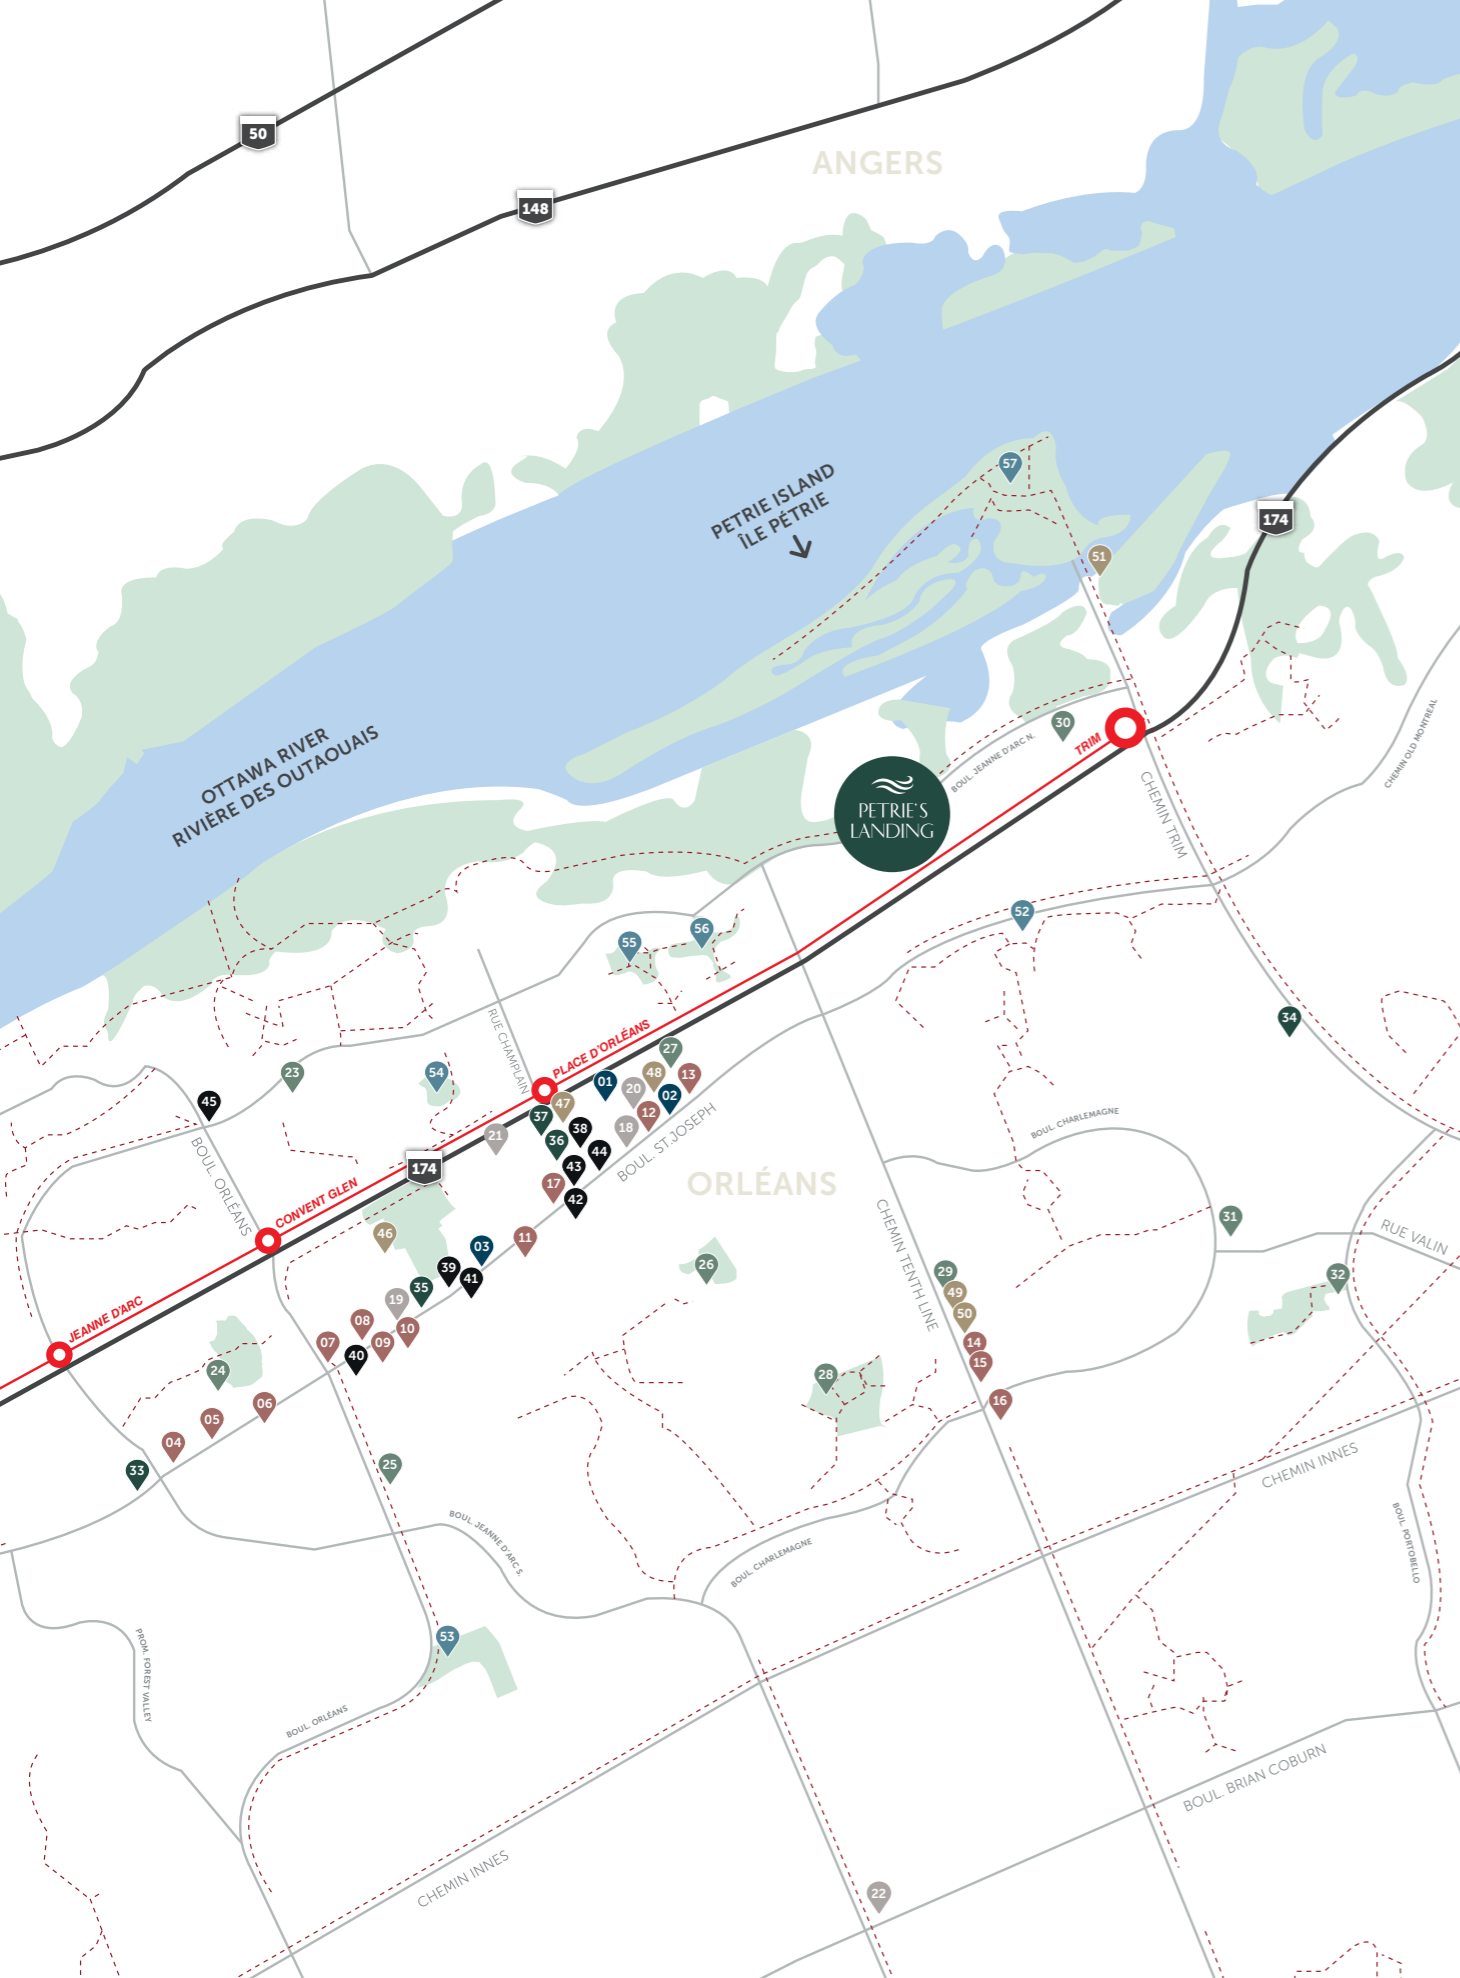 50
148
ANGERS
57
PETRIE ISLAND
ÎLE PÉTRIE
174
51
OTTAWA RIVER
RIVIÈRE DES OUTAOUAIS
30
TRIM
BOUL. JEANNE D'ARC N.
CHEMIN OLD MONTREAL
PETRIE'S
LANDING
CHEMIN TRIM
52
56
55
34
RUE CHAMPLAIN
PLACE D'ORLÉANS
27
23
54
01
20
48
13
02
45
47
37
12
BOUL. CHARLEMAGNE
38
18
21
36
44
BOUL. ST.JOSEPH
43
174
17
ORLÉANS
BOUL. ORLÉANS
CONVENT GLEN
42
31
46
11
03
CHEMIN TENTH LINE
RUE VALIN
26
39
41
29
32
35
49
19
50
JEANNE D'ARC
08
10
07
09
14
40
15
24
28
06
16
05
04
33
25
CHEMIN INNES
BOUL. JEANNE D'ARC S.
BOUL. PORTOBELLO
BOUL. CHARLEMAGNE
53
PROM. FOREST VALLEY
BOUL. ORLÉANS
BOUL. BRIAN COBURN
CHEMIN INNES
22